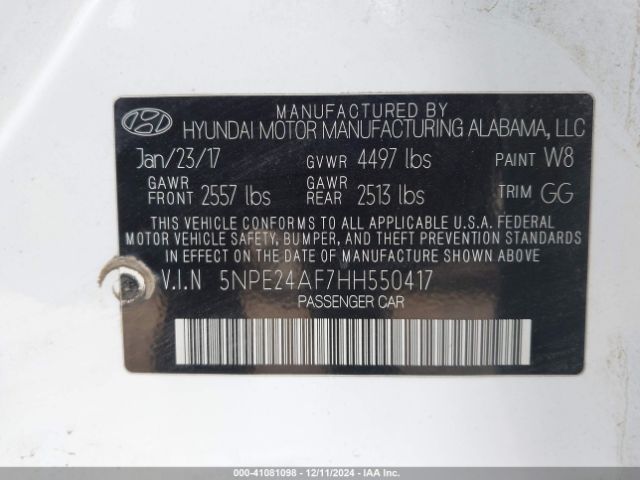 MANUFACTURED BY
HYUNDAI MOTOR MANUFACTURING ALABAMA, LLC
Jan/23/17 GVWR 4497 lbs PAINT W8
GAWR FRONT 2557 lbs GAWR REAR 2513 lbs TRIM GG
THIS VEHICLE CONFORMS TO ALL APPLICABLE U.S.A. FEDERAL
MOTOR VEHICLE SAFETY, BUMPER, AND THEFT PREVENTION STANDARDS
IN EFFECT ON THE DATE OF MANUFACTURE SHOWN ABOVE
V.I.N 5NPE24AF7HH550417
PASSENGER CAR
000-41081098 - 12/11/2024 - IAA, Inc.